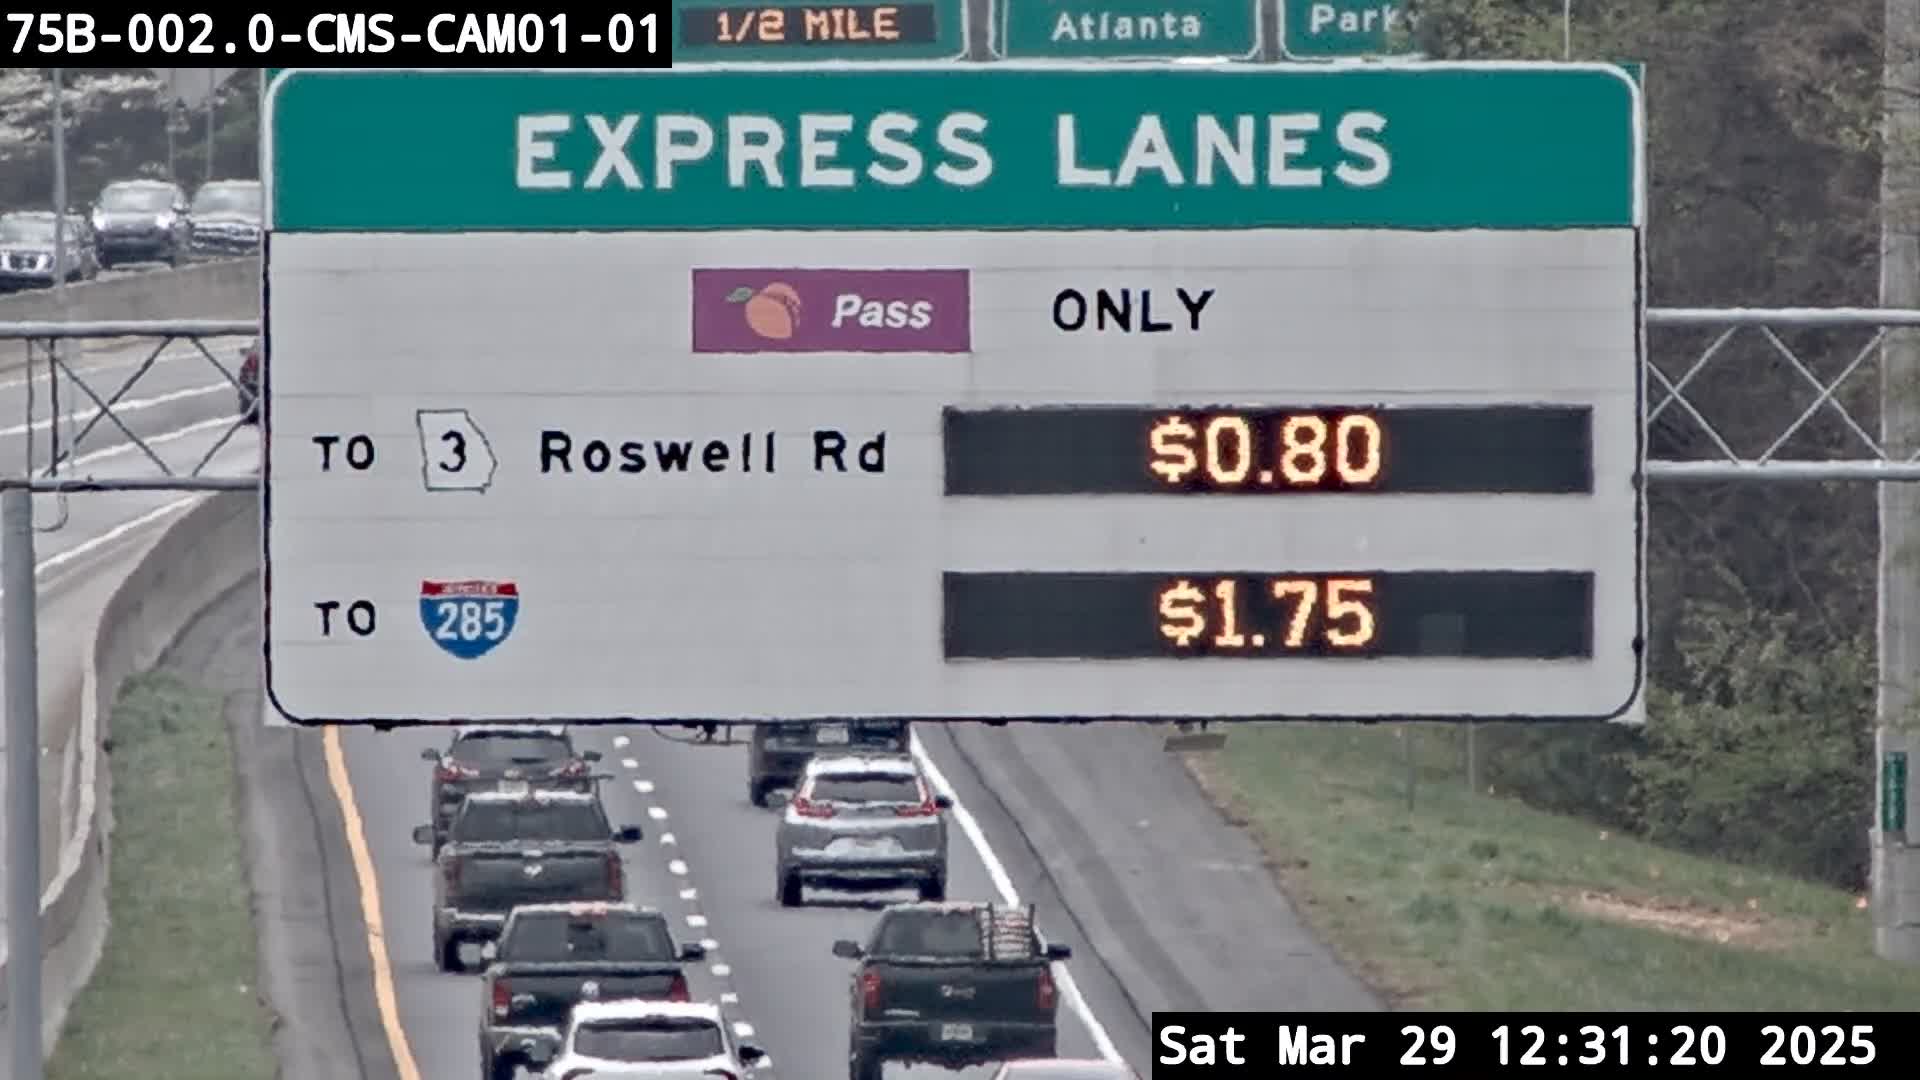 75B-002.0-CMS-CAM01-01
1/2 MILE
Atlanta
EXPRESS LANES
Pass ONLY
TO 3 Roswell Rd $0.80
TO 285 $1.75
Sat Mar 29 12:31:20 2025